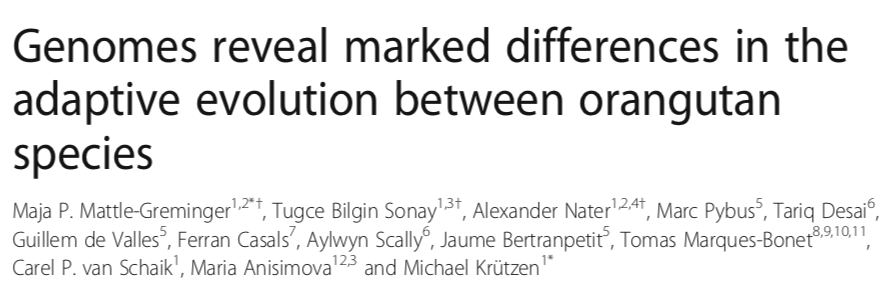 Genomes reveal marked differences in the
adaptive evolution between orangutan
species
Maja P. Mattle-Greminger1,2*†, Tugce Bilgin Sonay1,3†, Alexander Nater1,2,4†, Marc Pybus5, Tariq Desai6,
Guillem de Valles5, Ferran Casals7, Aylwyn Scally6, Jaume Bertranpetit5, Tomas Marques-Bonet8,9,10,11,
Carel P. van Schaik1, Maria Anisimova12,3 and Michael Krützen1*